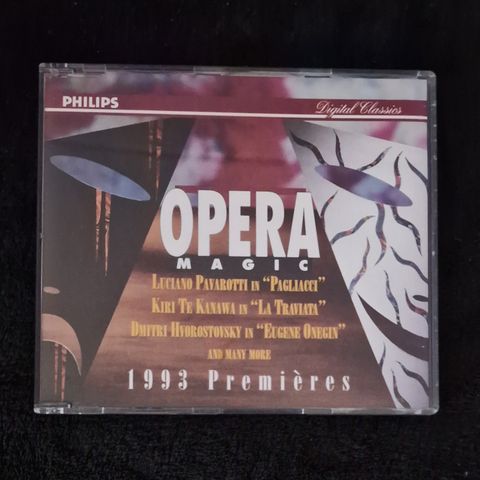 PHILIPS
Digital Classics
OPERA
MAGIC
LUCIANO PAVAROTTI IN "PAGLIACCI"
KIRI TE KANAWA IN "LA TRAVIATA"
DMITRI HVOROSTOVSKY IN "EUGENE ONEGIN"
AND MANY MORE
1993 Premières